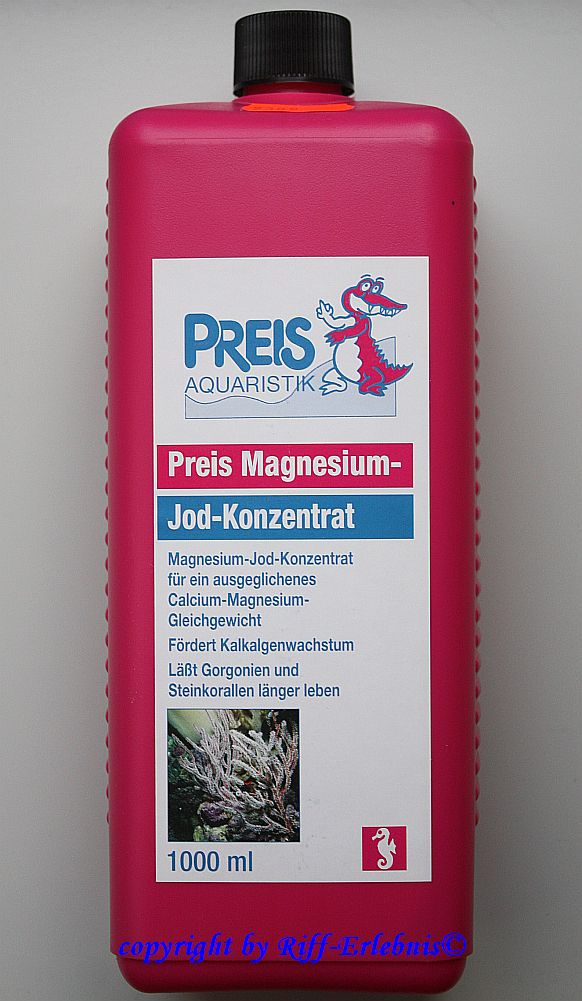 PREIS
AQUARISTIK
Preis Magnesium-
Jod-Konzentrat
Magnesium-Jod-Konzentrat
für ein ausgeglichenes
Calcium-Magnesium-
Gleichgewicht
Fördert Kalkalgenwachstum
Läßt Gorgonien und
Steinkorallen länger leben
1000 ml
copyright by Riff-Erlebnis©